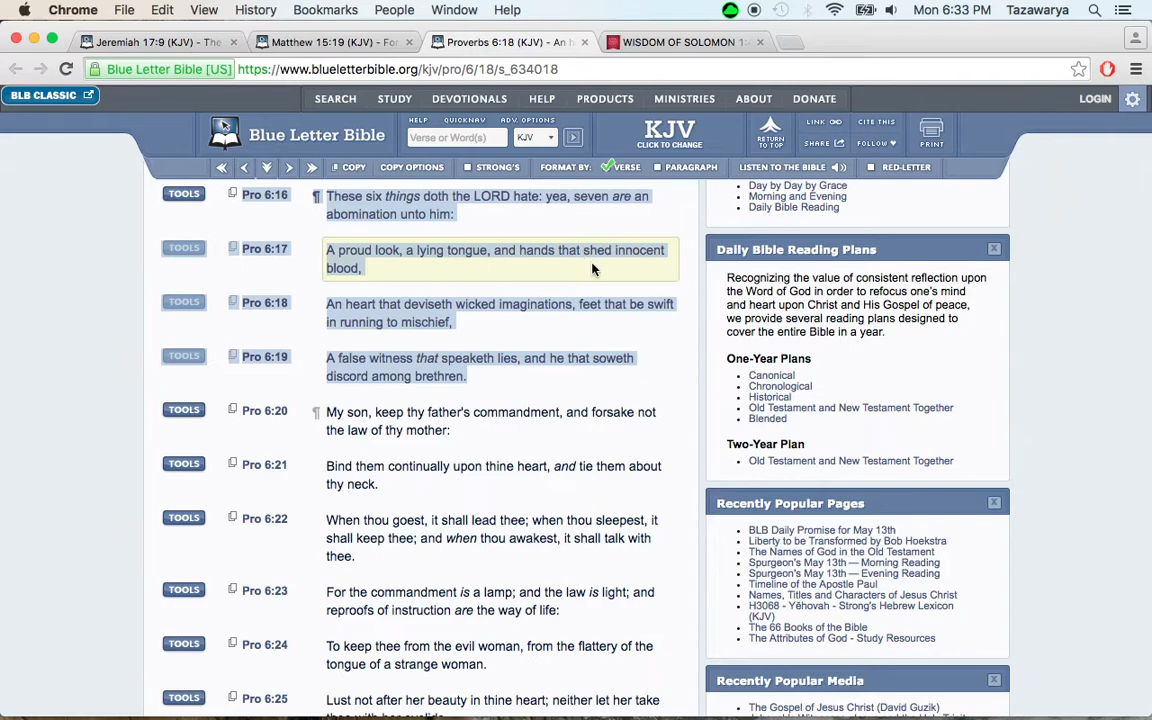 Chrome File Edit View History Bookmarks People Window Help Mon 6:33 PM Tazawarya
Jeremiah 17:9 (KJV) - The
Matthew 15:19 (KJV) - For
Proverbs 6:18 (KJV) - An h
WISDOM OF SOLOMON 1:
Blue Letter Bible [US] https://www.blueletterbible.org/kjv/pro/6/18/s_634018
BLB CLASSIC
SEARCH STUDY DEVOTIONALS HELP PRODUCTS MINISTRIES ABOUT DONATE LOGIN
Blue Letter Bible
HELP QUICKNAV ADV. OPTIONS
Verse or Word(s) KJV
KJV
CLICK TO CHANGE
RETURN TO TOP
LINK CITE THIS
SHARE FOLLOW
PRINT
COPY COPY OPTIONS STRONG'S FORMAT BY: VERSE PARAGRAPH LISTEN TO THE BIBLE RED-LETTER
TOOLS Pro 6:16 ¶ These six things doth the LORD hate: yea, seven are an
abomination unto him:
TOOLS Pro 6:17 A proud look, a lying tongue, and hands that shed innocent
blood,
TOOLS Pro 6:18 An heart that deviseth wicked imaginations, feet that be swift
in running to mischief,
TOOLS Pro 6:19 A false witness that speaketh lies, and he that soweth
discord among brethren.
TOOLS Pro 6:20 ¶ My son, keep thy father's commandment, and forsake not
the law of thy mother:
TOOLS Pro 6:21 Bind them continually upon thine heart, and tie them about
thy neck.
TOOLS Pro 6:22 When thou goest, it shall lead thee; when thou sleepest, it
shall keep thee; and when thou awakest, it shall talk with
thee.
TOOLS Pro 6:23 For the commandment is a lamp; and the law is light; and
reproofs of instruction are the way of life:
TOOLS Pro 6:24 To keep thee from the evil woman, from the flattery of the
tongue of a strange woman.
TOOLS Pro 6:25 Lust not after her beauty in thine heart; neither let her take
Day by Day by Grace
Morning and Evening
Daily Bible Reading
Daily Bible Reading Plans
Recognizing the value of consistent reflection upon
the Word of God in order to refocus one's mind
and heart upon Christ and His Gospel of peace,
we provide several reading plans designed to
cover the entire Bible in a year.
One-Year Plans
Canonical
Chronological
Historical
Old Testament and New Testament Together
Blended
Two-Year Plan
Old Testament and New Testament Together
Recently Popular Pages
BLB Daily Promise for May 13th
Liberty to be Transformed by Bob Hoekstra
The Names of God in the Old Testament
Spurgeon's May 13th — Morning Reading
Spurgeon's May 13th — Evening Reading
Timeline of the Apostle Paul
Names, Titles and Characters of Jesus Christ
H3068 - Yĕhovah - Strong's Hebrew Lexicon
(KJV)
The 66 Books of the Bible
The Attributes of God - Study Resources
Recently Popular Media
The Gospel of Jesus Christ (David Guzik)